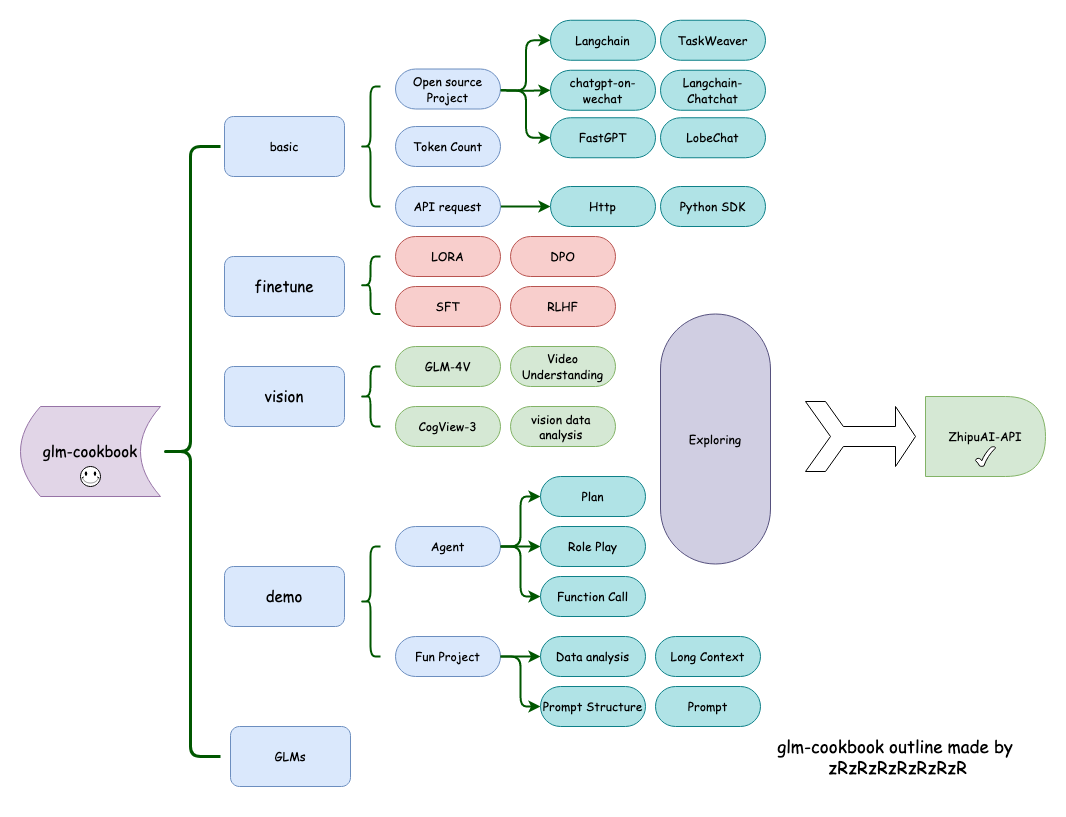 glm-cookbook
basic
Open source
Project
Langchain
TaskWeaver
chatgpt-on-
wechat
Langchain-
Chatchat
FastGPT
LobeChat
Token Count
API request
Http
Python SDK
finetune
LORA
DPO
SFT
RLHF
vision
GLM-4V
Video
Understanding
CogView-3
vision data
analysis
demo
Agent
Plan
Role Play
Function Call
Fun Project
Data analysis
Long Context
Prompt Structure
Prompt
GLMs
Exploring
ZhipuAI-API
glm-cookbook outline made by
zRzRzRzRzRzRzR